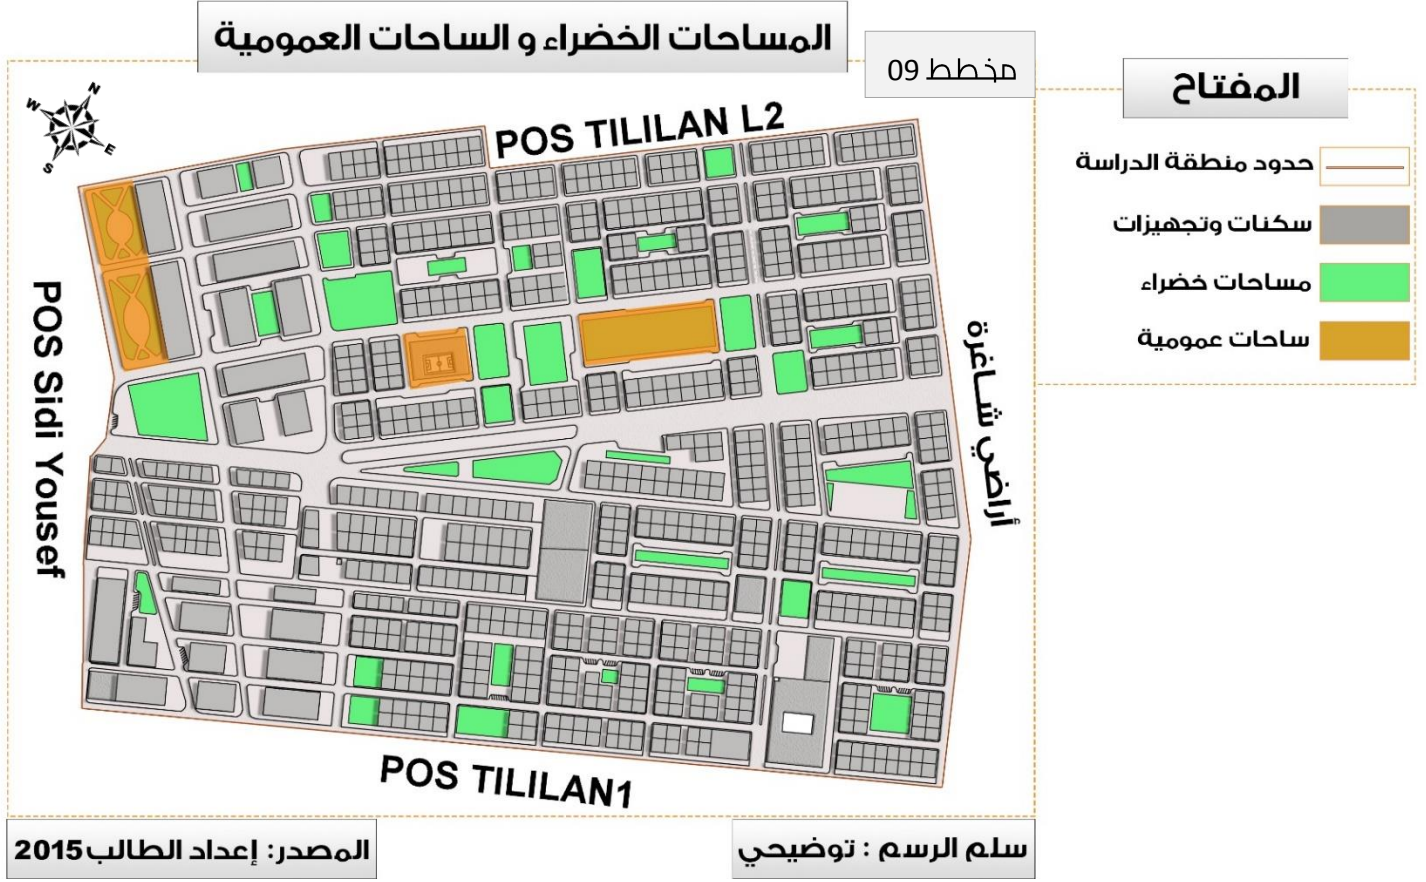 المساحات الخضراء و الساحات العمومية
مخطط 09
المفتاح
حدود منطقة الدراسة
سكنات وتجهيزات
مساحات خضراء
ساحات عمومية
N
W
E
S
POS TILILAN L2
POS Sidi Yousef
أراضي شاغرة
POS TILILAN1
سلم الرسم : توضيحي
المصدر: إعداد الطالب 2015